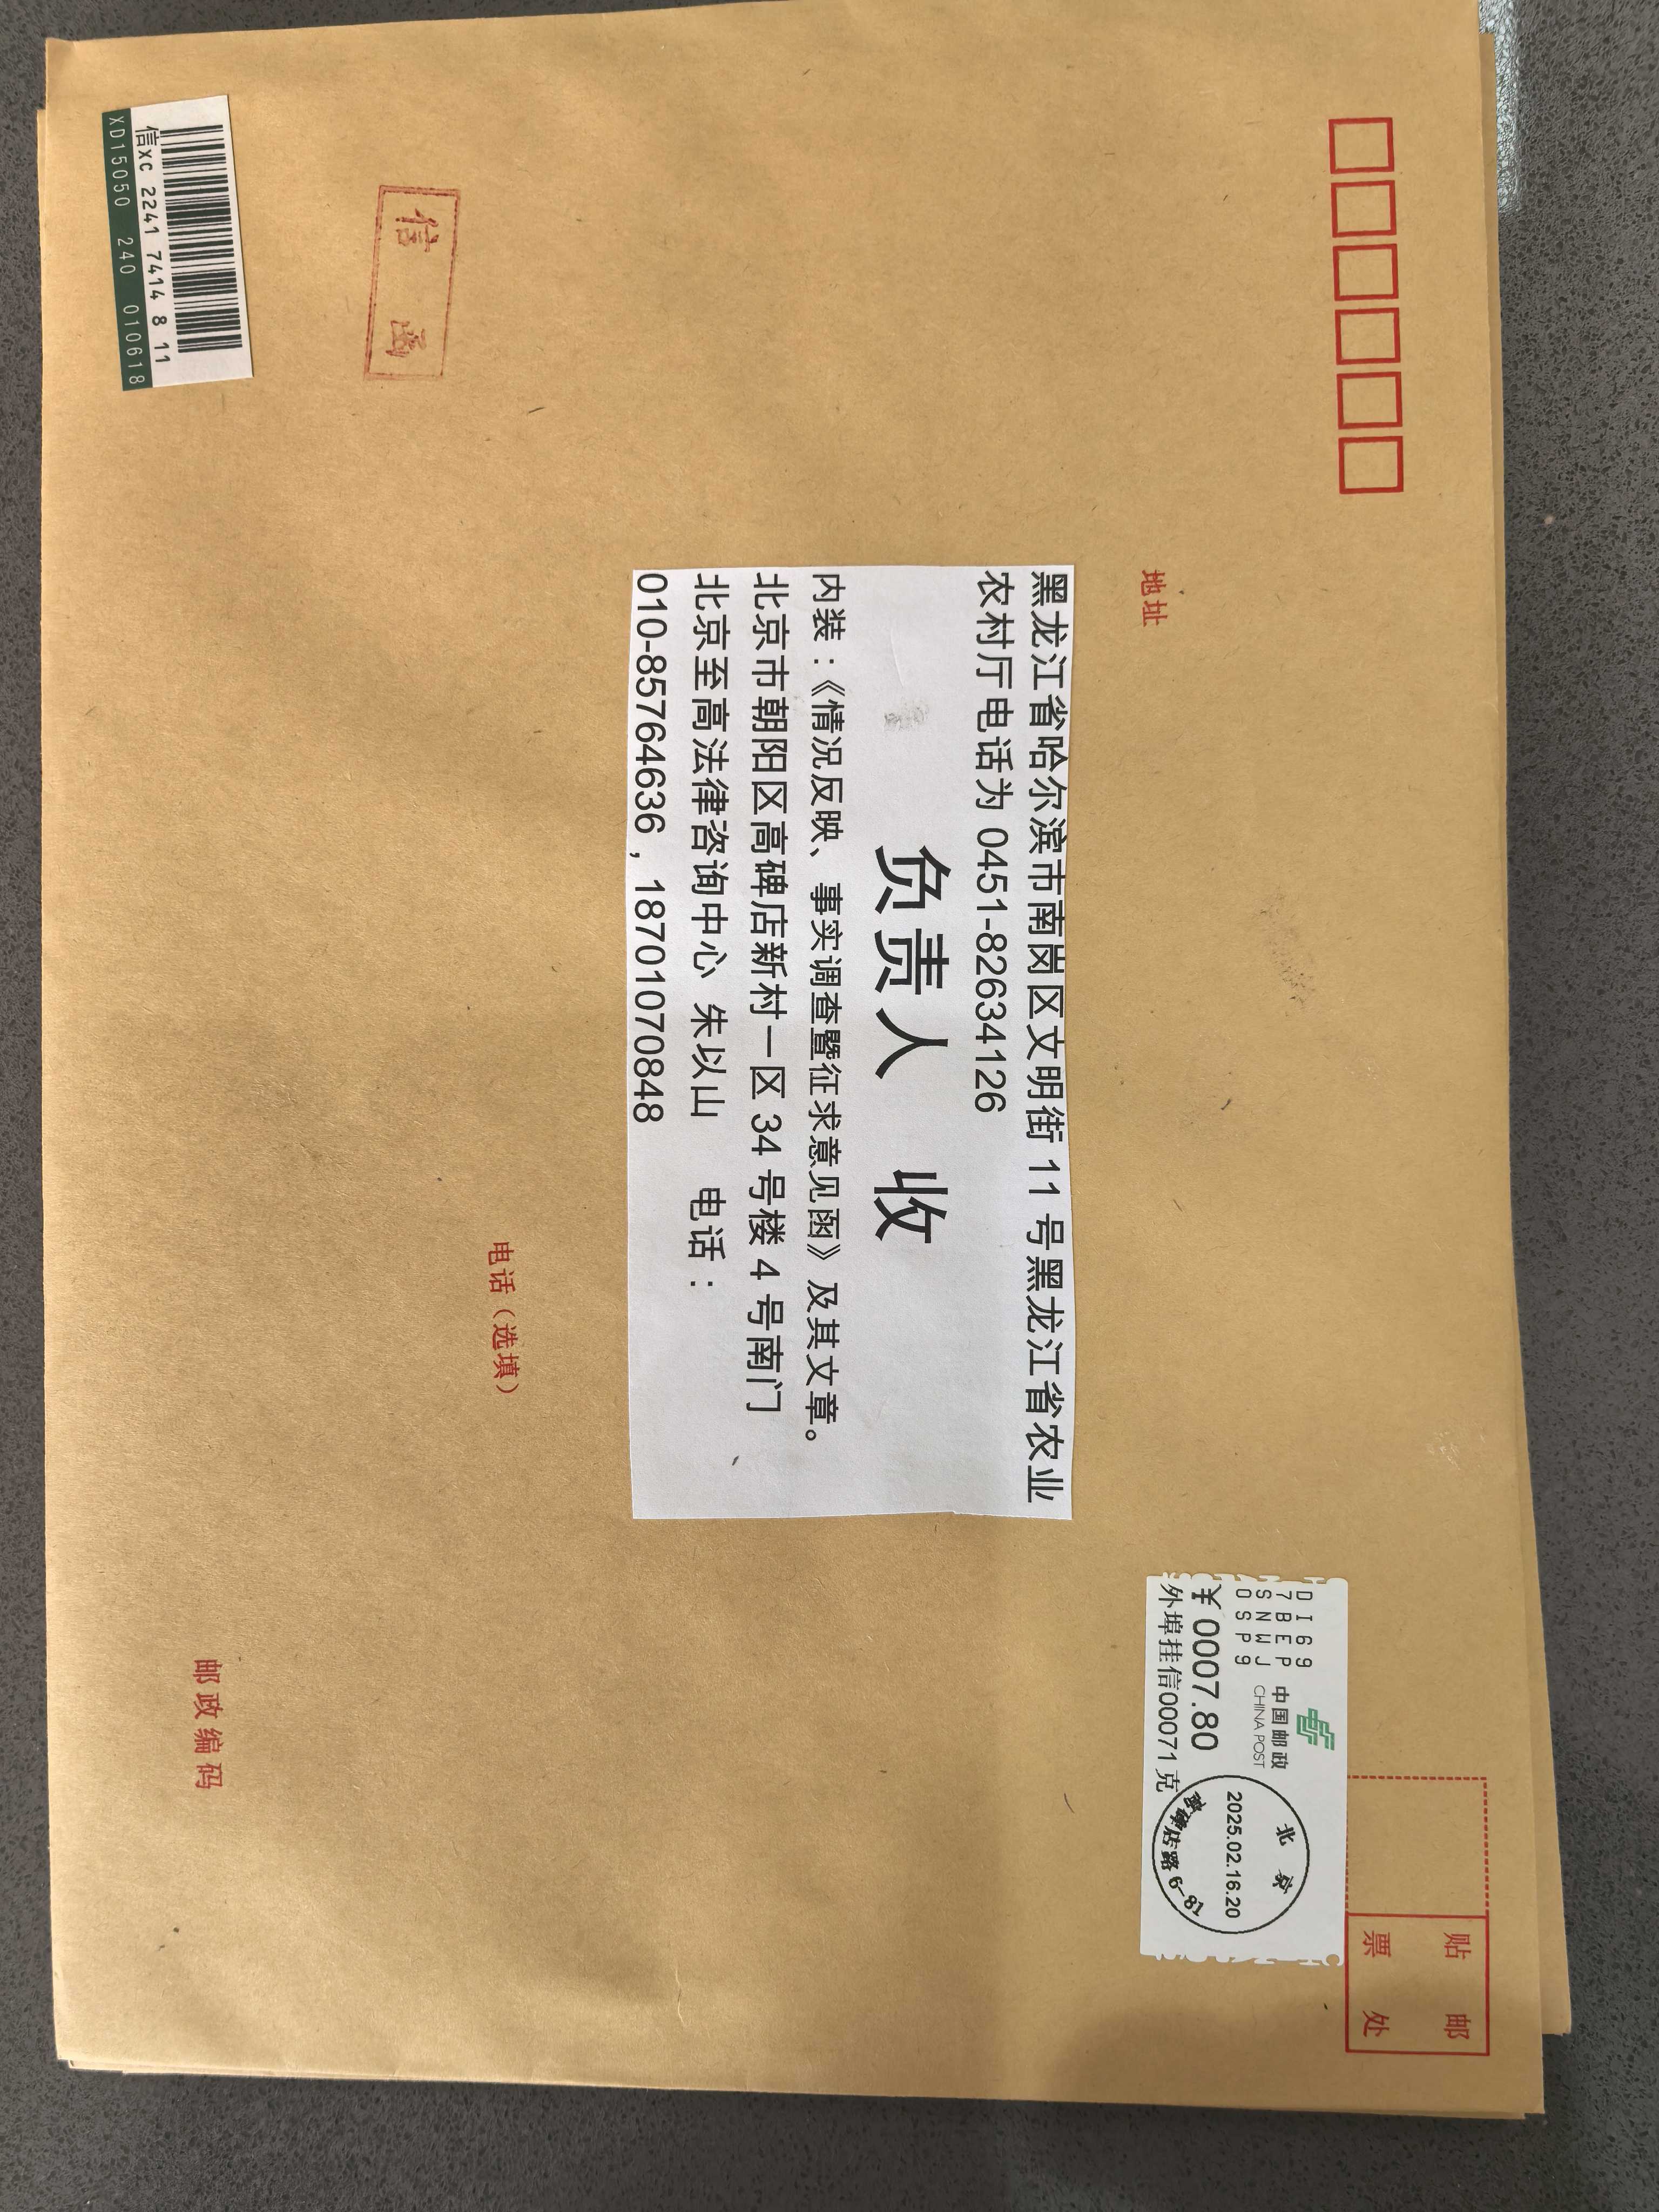 地址
黑龙江省哈尔滨市南岗区文明街 11 号黑龙江省农业
农村厅电话为 0451-82634126
负责人 收
内装：《情况反映、事实调查暨征求意见函》及其文章。
北京市朝阳区高碑店新村一区 34 号楼 4 号南门
北京至高法律咨询中心 朱以山 电话：
010-85764636，18701070848
贴 邮
票 处
DI69
7BEP
SNWJ
0SP9
中国邮政
CHINA POST
¥0007.80
外埠挂信00071克
北京
2025.02.16.20
店路 6-81
信函
信XC 2241 7414 8 11
XD15050 240 010618
电话（选填）
邮政编码